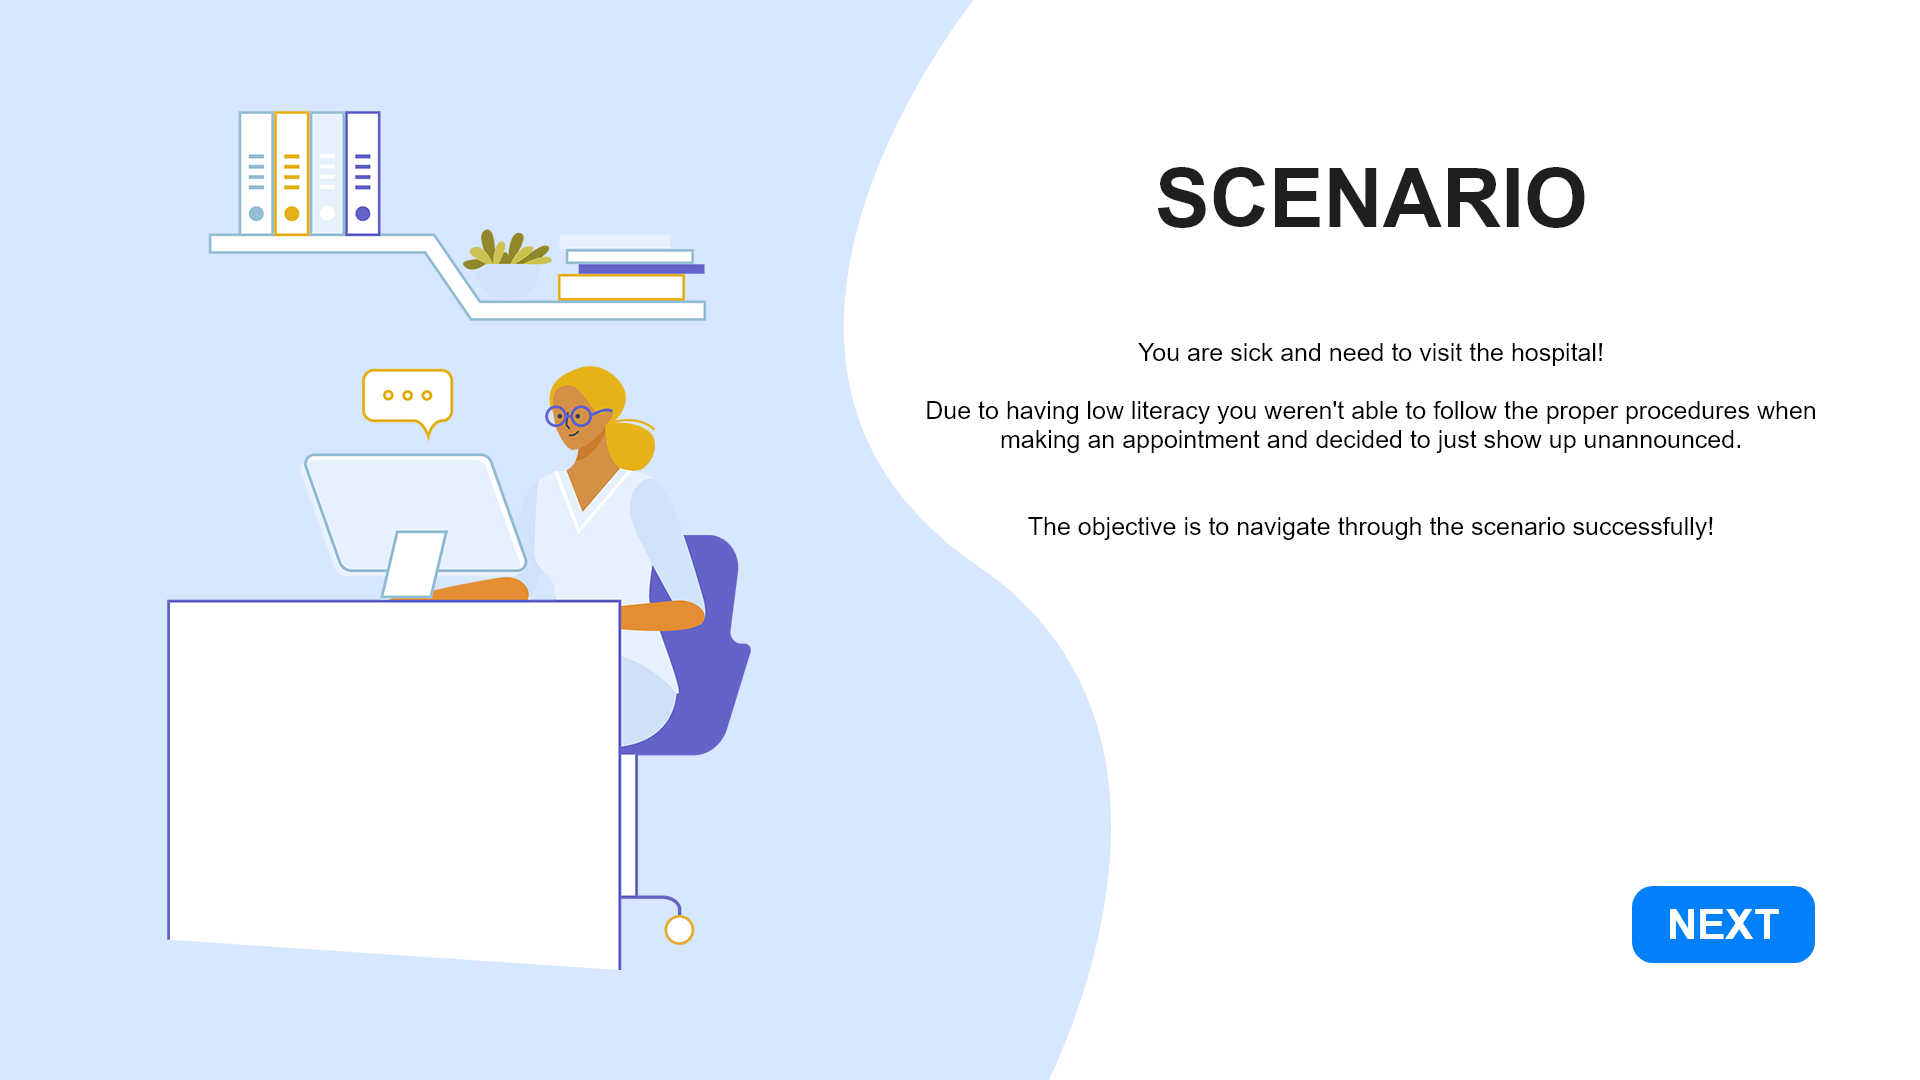 SCENARIO
You are sick and need to visit the hospital!
Due to having low literacy you weren't able to follow the proper procedures when
making an appointment and decided to just show up unannounced.
The objective is to navigate through the scenario successfully!
NEXT